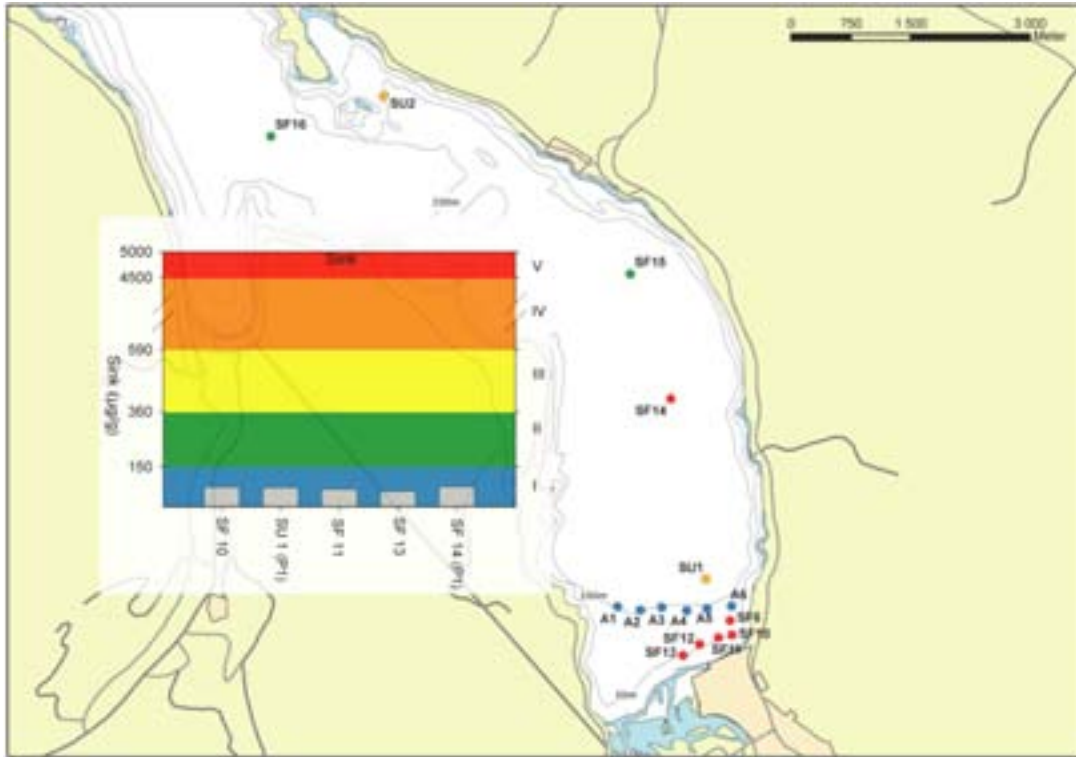 0 750 1 500 3 000
Meter
SU2
SF16
200m
5000
4500
590
360
150
Sink (µg/g)
Sink
V
IV
III
II
I
SF 10
SU 1 (P1)
SF 11
SF 13
SF 14 (P1)
SF15
SF14
SU1
A1
A2
A3
A4
A5
A6
SF12
SF13
SF10
50m